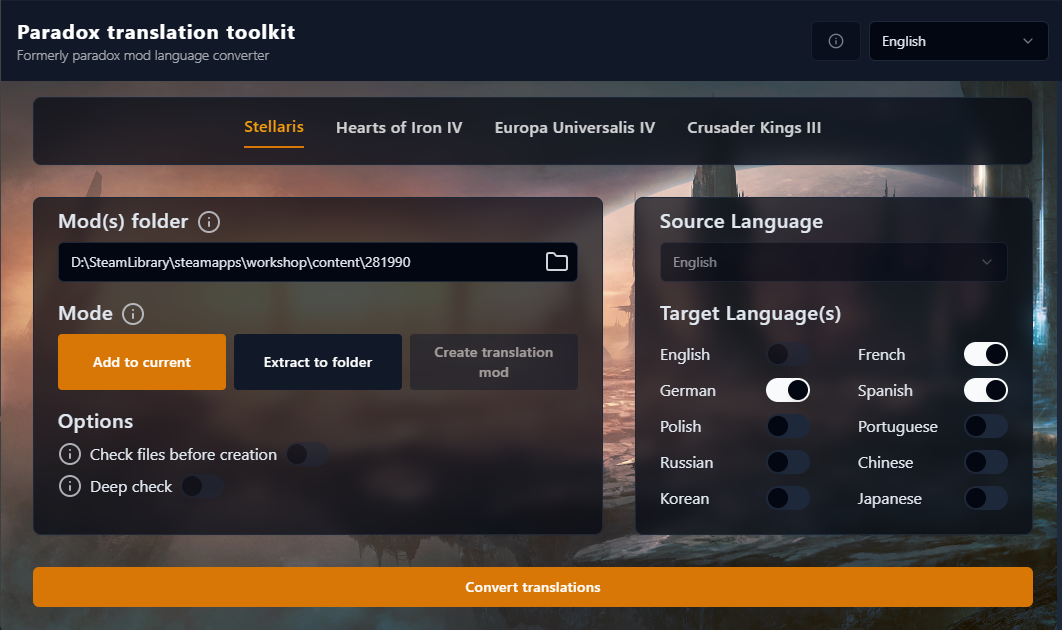 Paradox translation toolkit
Formerly paradox mod language converter
English
Stellaris
Hearts of Iron IV
Europa Universalis IV
Crusader Kings III
Mod(s) folder
D:\SteamLibrary\steamapps\workshop\content\281990
Mode
Add to current
Extract to folder
Create translation
mod
Options
Check files before creation
Deep check
Source Language
English
Target Language(s)
English
French
German
Spanish
Polish
Portuguese
Russian
Chinese
Korean
Japanese
Convert translations